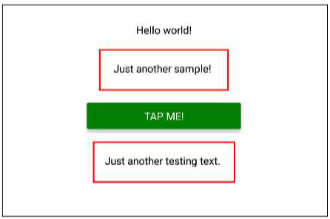 Hello world!
Just another sample!
TAP ME!
Just another testing text.